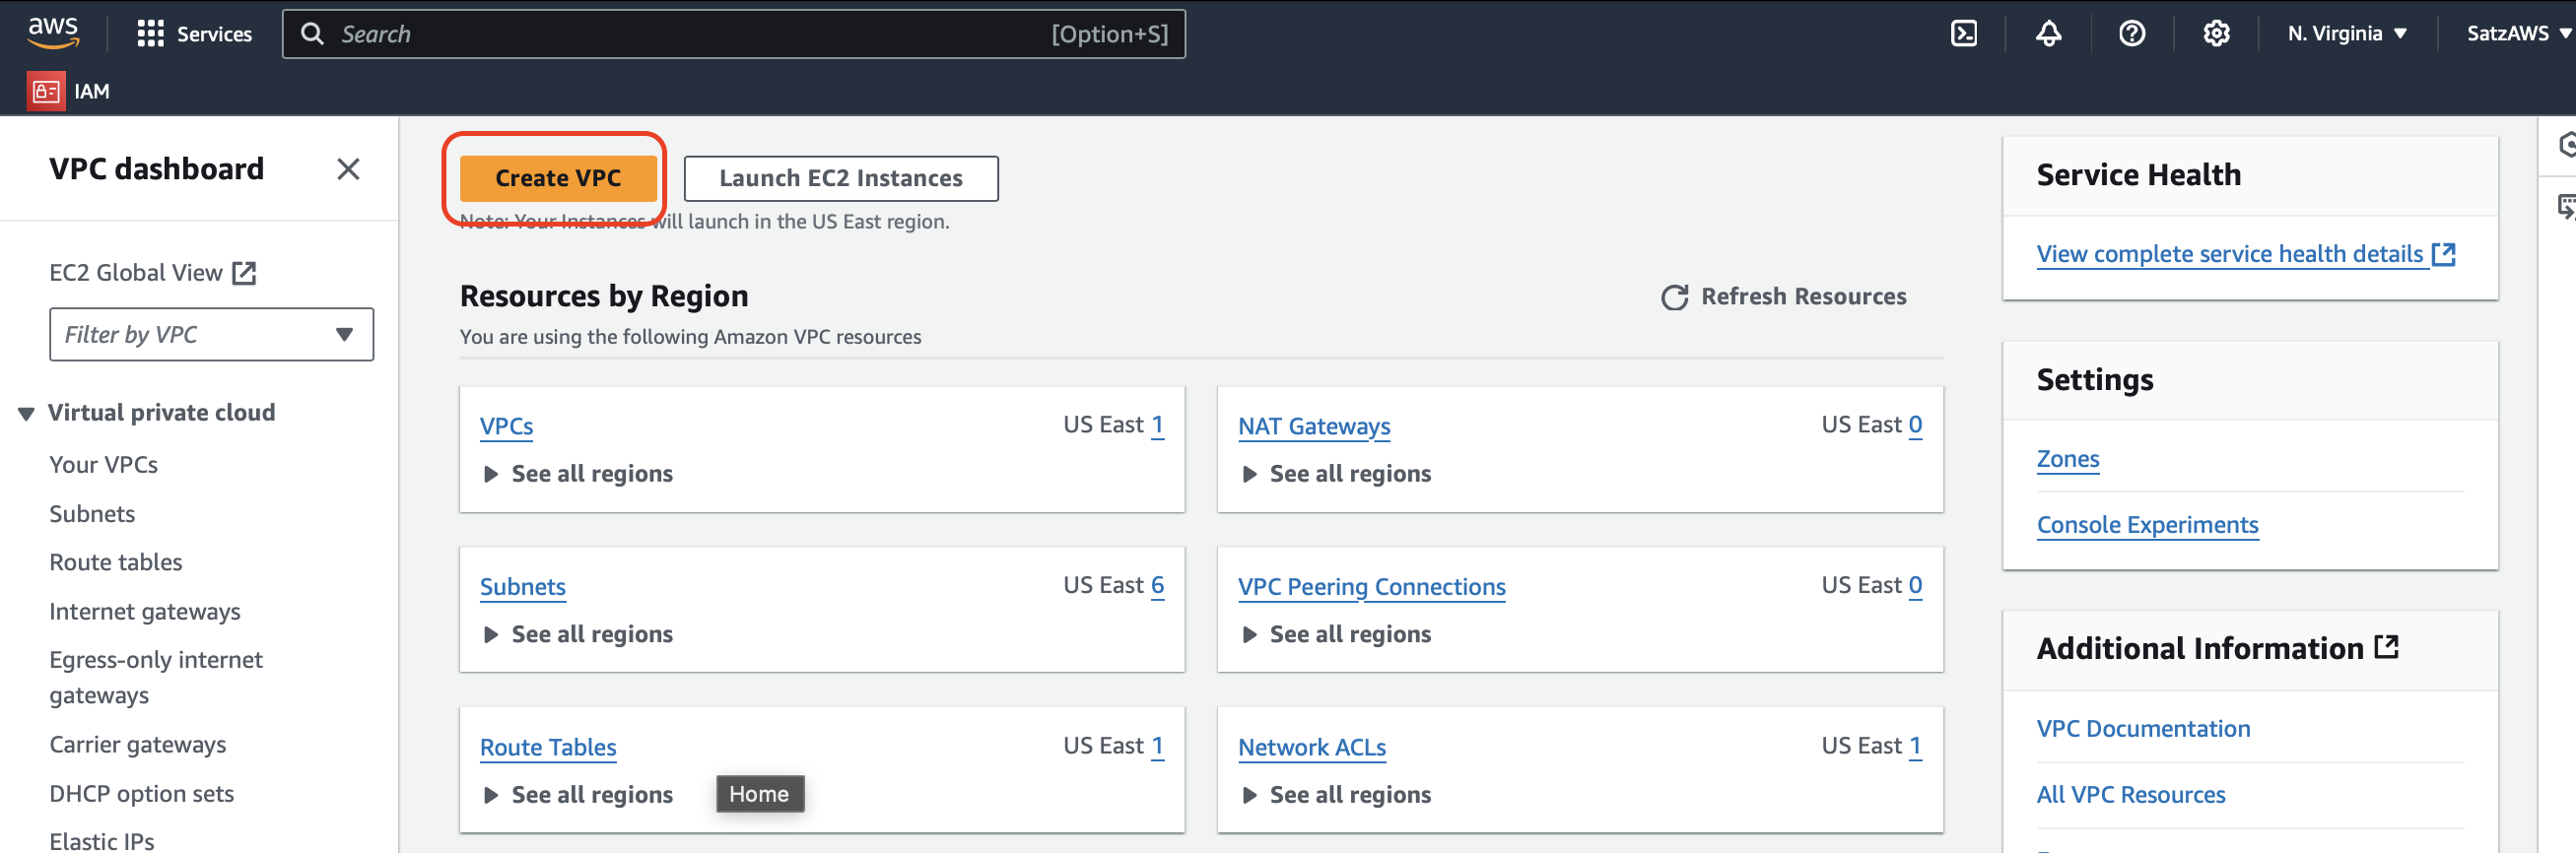 aws
Services
Search [Option+S]
N. Virginia
SatzAWS
IAM
VPC dashboard
EC2 Global View
Filter by VPC
Virtual private cloud
Your VPCs
Subnets
Route tables
Internet gateways
Egress-only internet
gateways
Carrier gateways
DHCP option sets
Elastic IPs
Create VPC
Launch EC2 Instances
Note: Your Instances will launch in the US East region.
Resources by Region
Refresh Resources
You are using the following Amazon VPC resources
VPCs
US East 1
See all regions
NAT Gateways
US East 0
See all regions
Subnets
US East 6
See all regions
VPC Peering Connections
US East 0
See all regions
Route Tables
US East 1
See all regions
Home
Network ACLs
US East 1
See all regions
Service Health
View complete service health details
Settings
Zones
Console Experiments
Additional Information
VPC Documentation
All VPC Resources